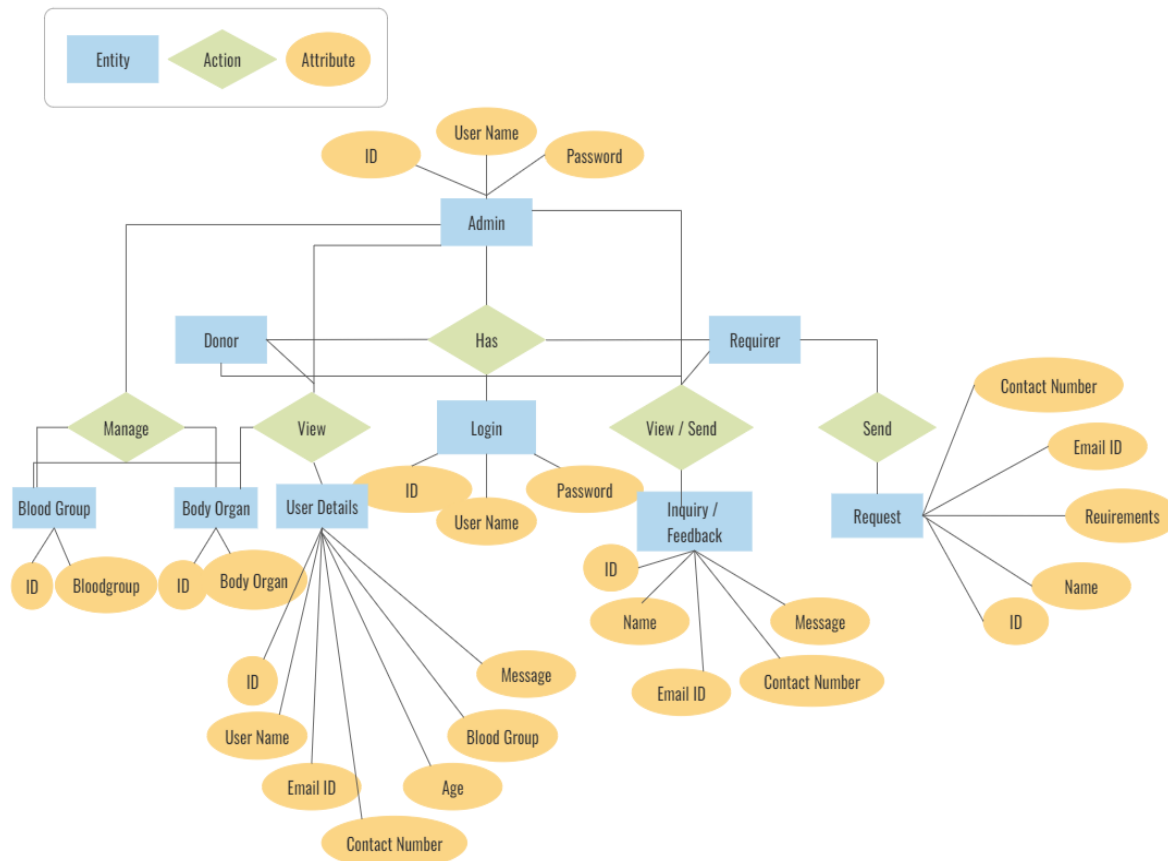 Entity
Action
Attribute
User Name
ID
Password
Admin
Donor
Has
Requirer
Contact Number
Manage
View
Login
View / Send
Send
Email ID
ID
Password
Blood Group
Body Organ
User Details
User Name
Inquiry /
Feedback
Request
Reuirements
ID
Bloodgroup
ID
Body Organ
ID
Name
Name
Message
ID
ID
Message
Email ID
Contact Number
User Name
Blood Group
Email ID
Age
Contact Number